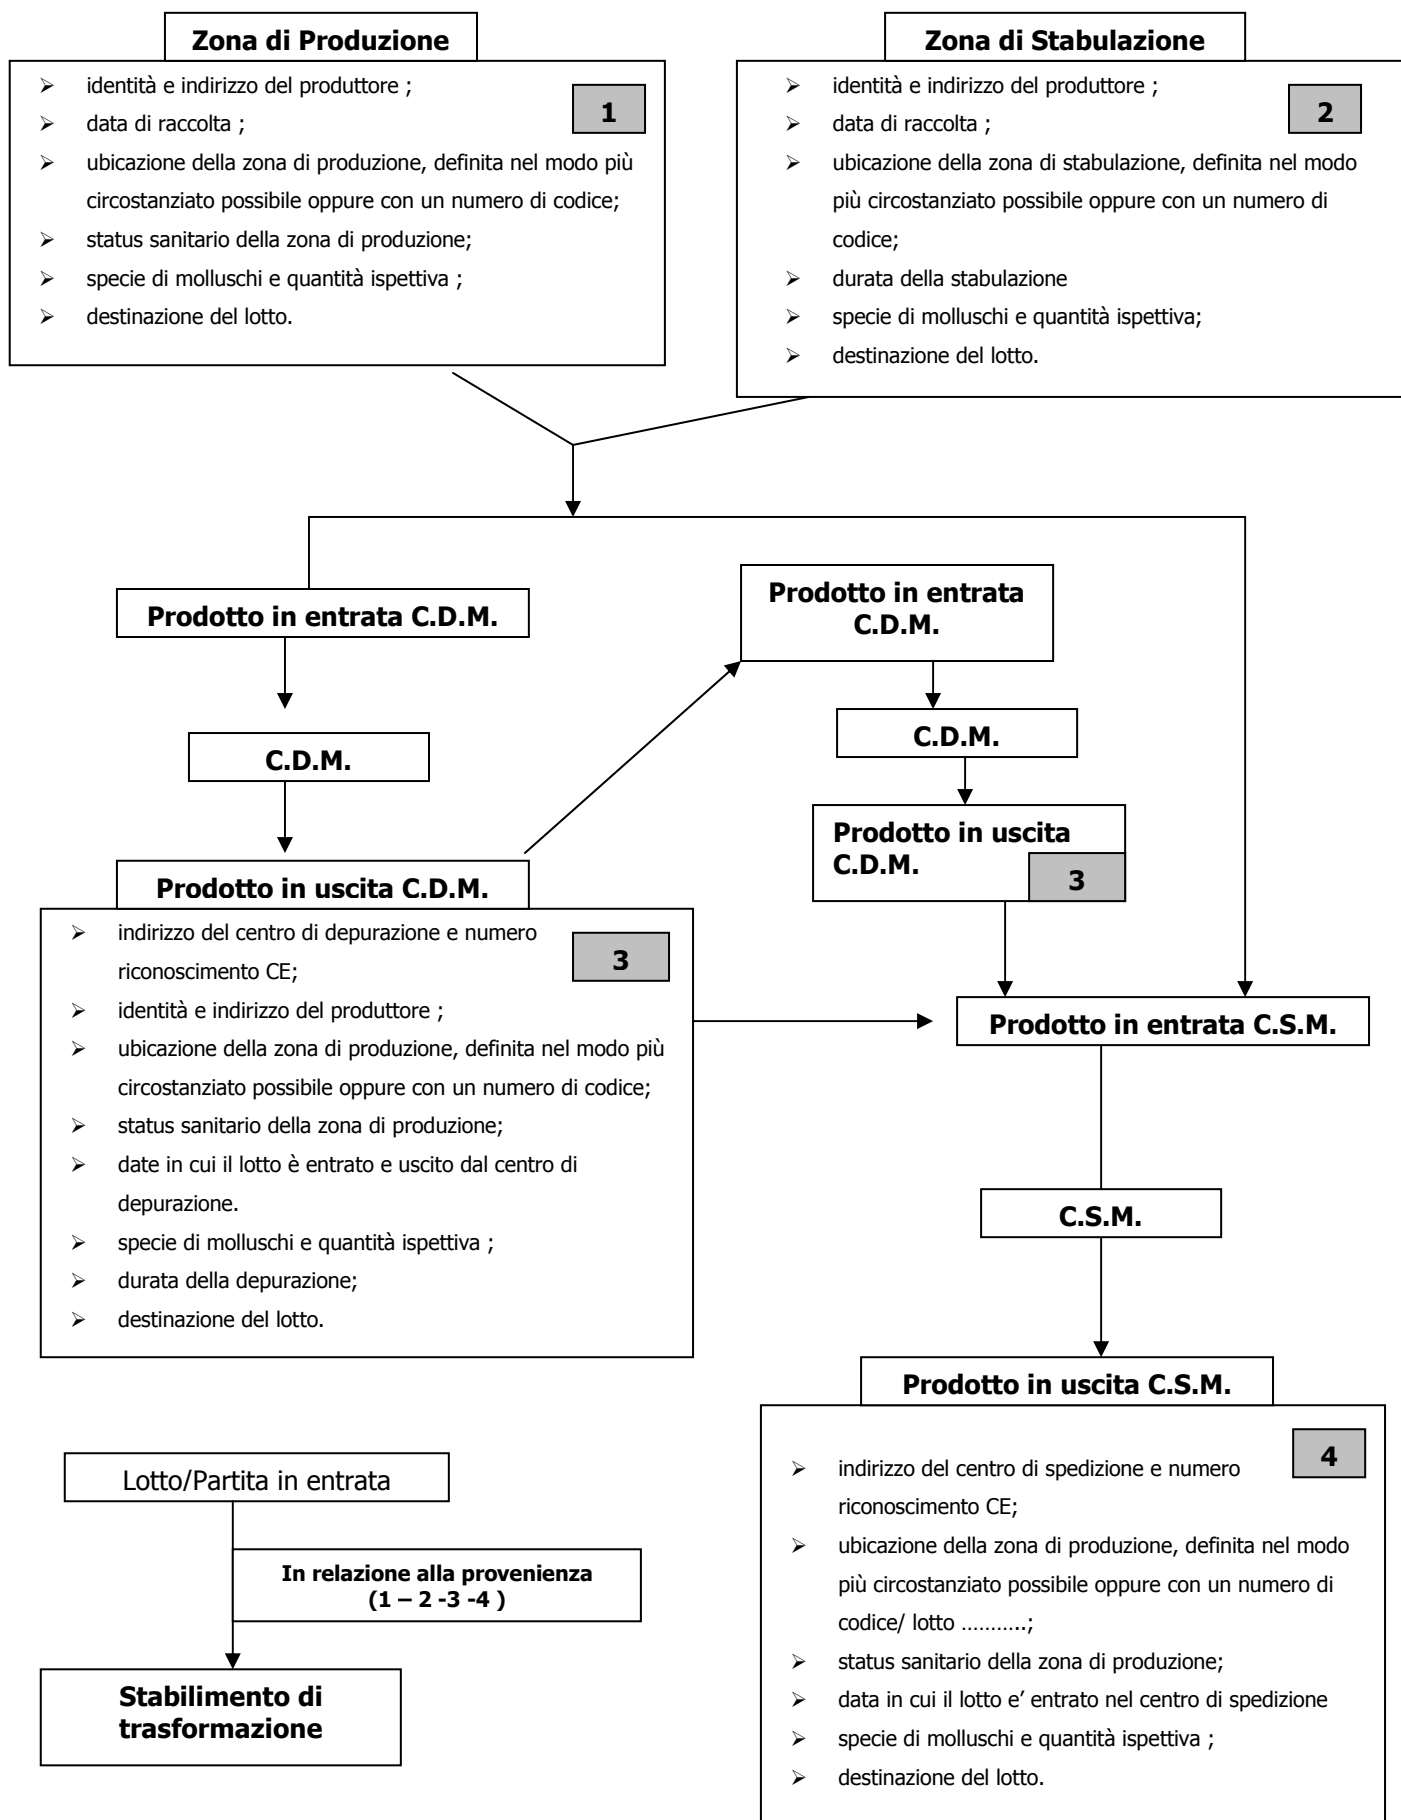 Zona di Produzione
1
identità e indirizzo del produttore ;
data di raccolta ;
ubicazione della zona di produzione, definita nel modo più
circostanziato possibile oppure con un numero di codice;
status sanitario della zona di produzione;
specie di molluschi e quantità ispettiva ;
destinazione del lotto.
Zona di Stabulazione
2
identità e indirizzo del produttore ;
data di raccolta ;
ubicazione della zona di stabulazione, definita nel modo
più circostanziato possibile oppure con un numero di
codice;
durata della stabulazione
specie di molluschi e quantità ispettiva;
destinazione del lotto.
Prodotto in entrata C.D.M.
C.D.M.
Prodotto in entrata
C.D.M.
C.D.M.
Prodotto in uscita
C.D.M.
3
Prodotto in uscita C.D.M.
3
indirizzo del centro di depurazione e numero
riconoscimento CE;
identità e indirizzo del produttore ;
ubicazione della zona di produzione, definita nel modo più
circostanziato possibile oppure con un numero di codice;
status sanitario della zona di produzione;
date in cui il lotto è entrato e uscito dal centro di
depurazione.
specie di molluschi e quantità ispettiva ;
durata della depurazione;
destinazione del lotto.
Prodotto in entrata C.S.M.
C.S.M.
Prodotto in uscita C.S.M.
4
indirizzo del centro di spedizione e numero
riconoscimento CE;
ubicazione della zona di produzione, definita nel modo
più circostanziato possibile oppure con un numero di
codice/ lotto ………..;
status sanitario della zona di produzione;
data in cui il lotto e’ entrato nel centro di spedizione
specie di molluschi e quantità ispettiva ;
destinazione del lotto.
Lotto/Partita in entrata
In relazione alla provenienza
(1 – 2 -3 -4 )
Stabilimento di
trasformazione